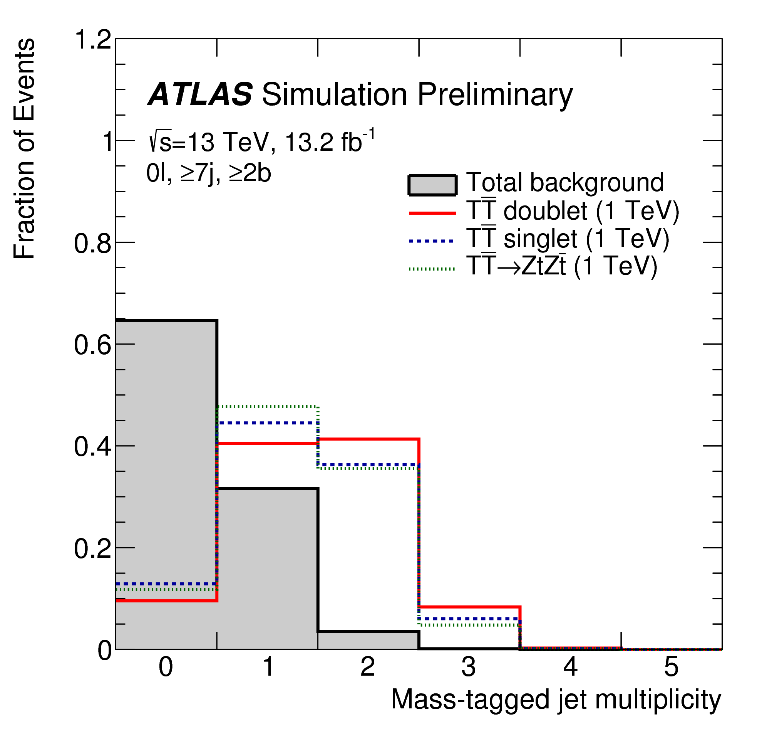 Fraction of Events
1.2
1
0.8
0.6
0.4
0.2
0
ATLAS Simulation Preliminary
√s=13 TeV, 13.2 fb⁻¹
0l, ≥7j, ≥2b
Total background
TT̅ doublet (1 TeV)
TT̅ singlet (1 TeV)
TT̅→ZtZt̅ (1 TeV)
0 1 2 3 4 5
Mass-tagged jet multiplicity